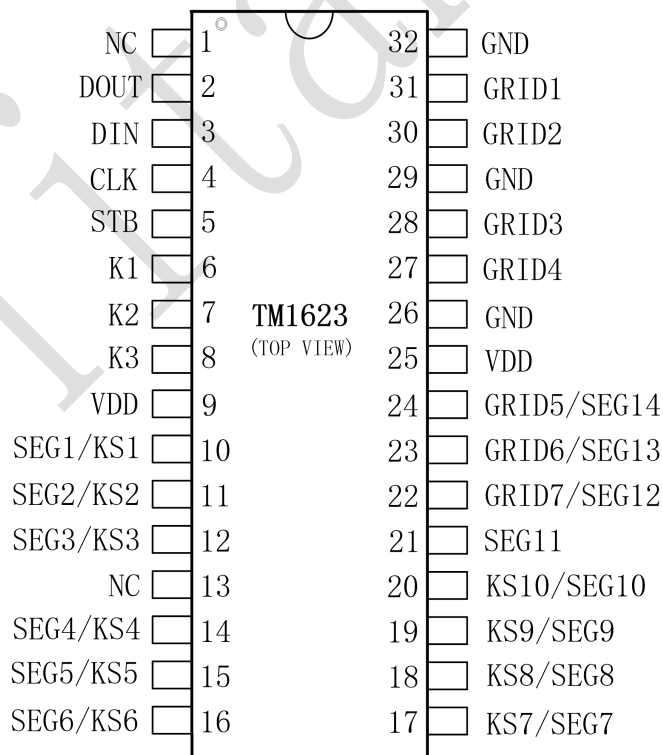 NC 1 32 GND
DOUT 2 31 GRID1
DIN 3 30 GRID2
CLK 4 29 GND
STB 5 28 GRID3
K1 6 27 GRID4
K2 7 TM1623 26 GND
K3 8 (TOP VIEW) 25 VDD
VDD 9 24 GRID5/SEG14
SEG1/KS1 10 23 GRID6/SEG13
SEG2/KS2 11 22 GRID7/SEG12
SEG3/KS3 12 21 SEG11
NC 13 20 KS10/SEG10
SEG4/KS4 14 19 KS9/SEG9
SEG5/KS5 15 18 KS8/SEG8
SEG6/KS6 16 17 KS7/SEG7